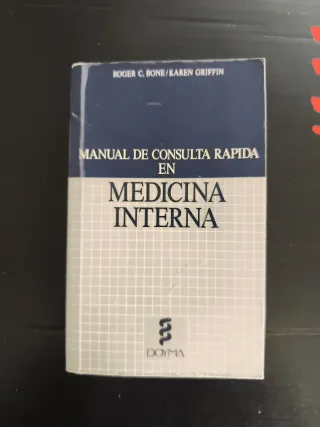 ROGER C. BONE/KAREN GRIFFIN
MANUAL DE CONSULTA RAPIDA
EN
MEDICINA
INTERNA
DOYMA